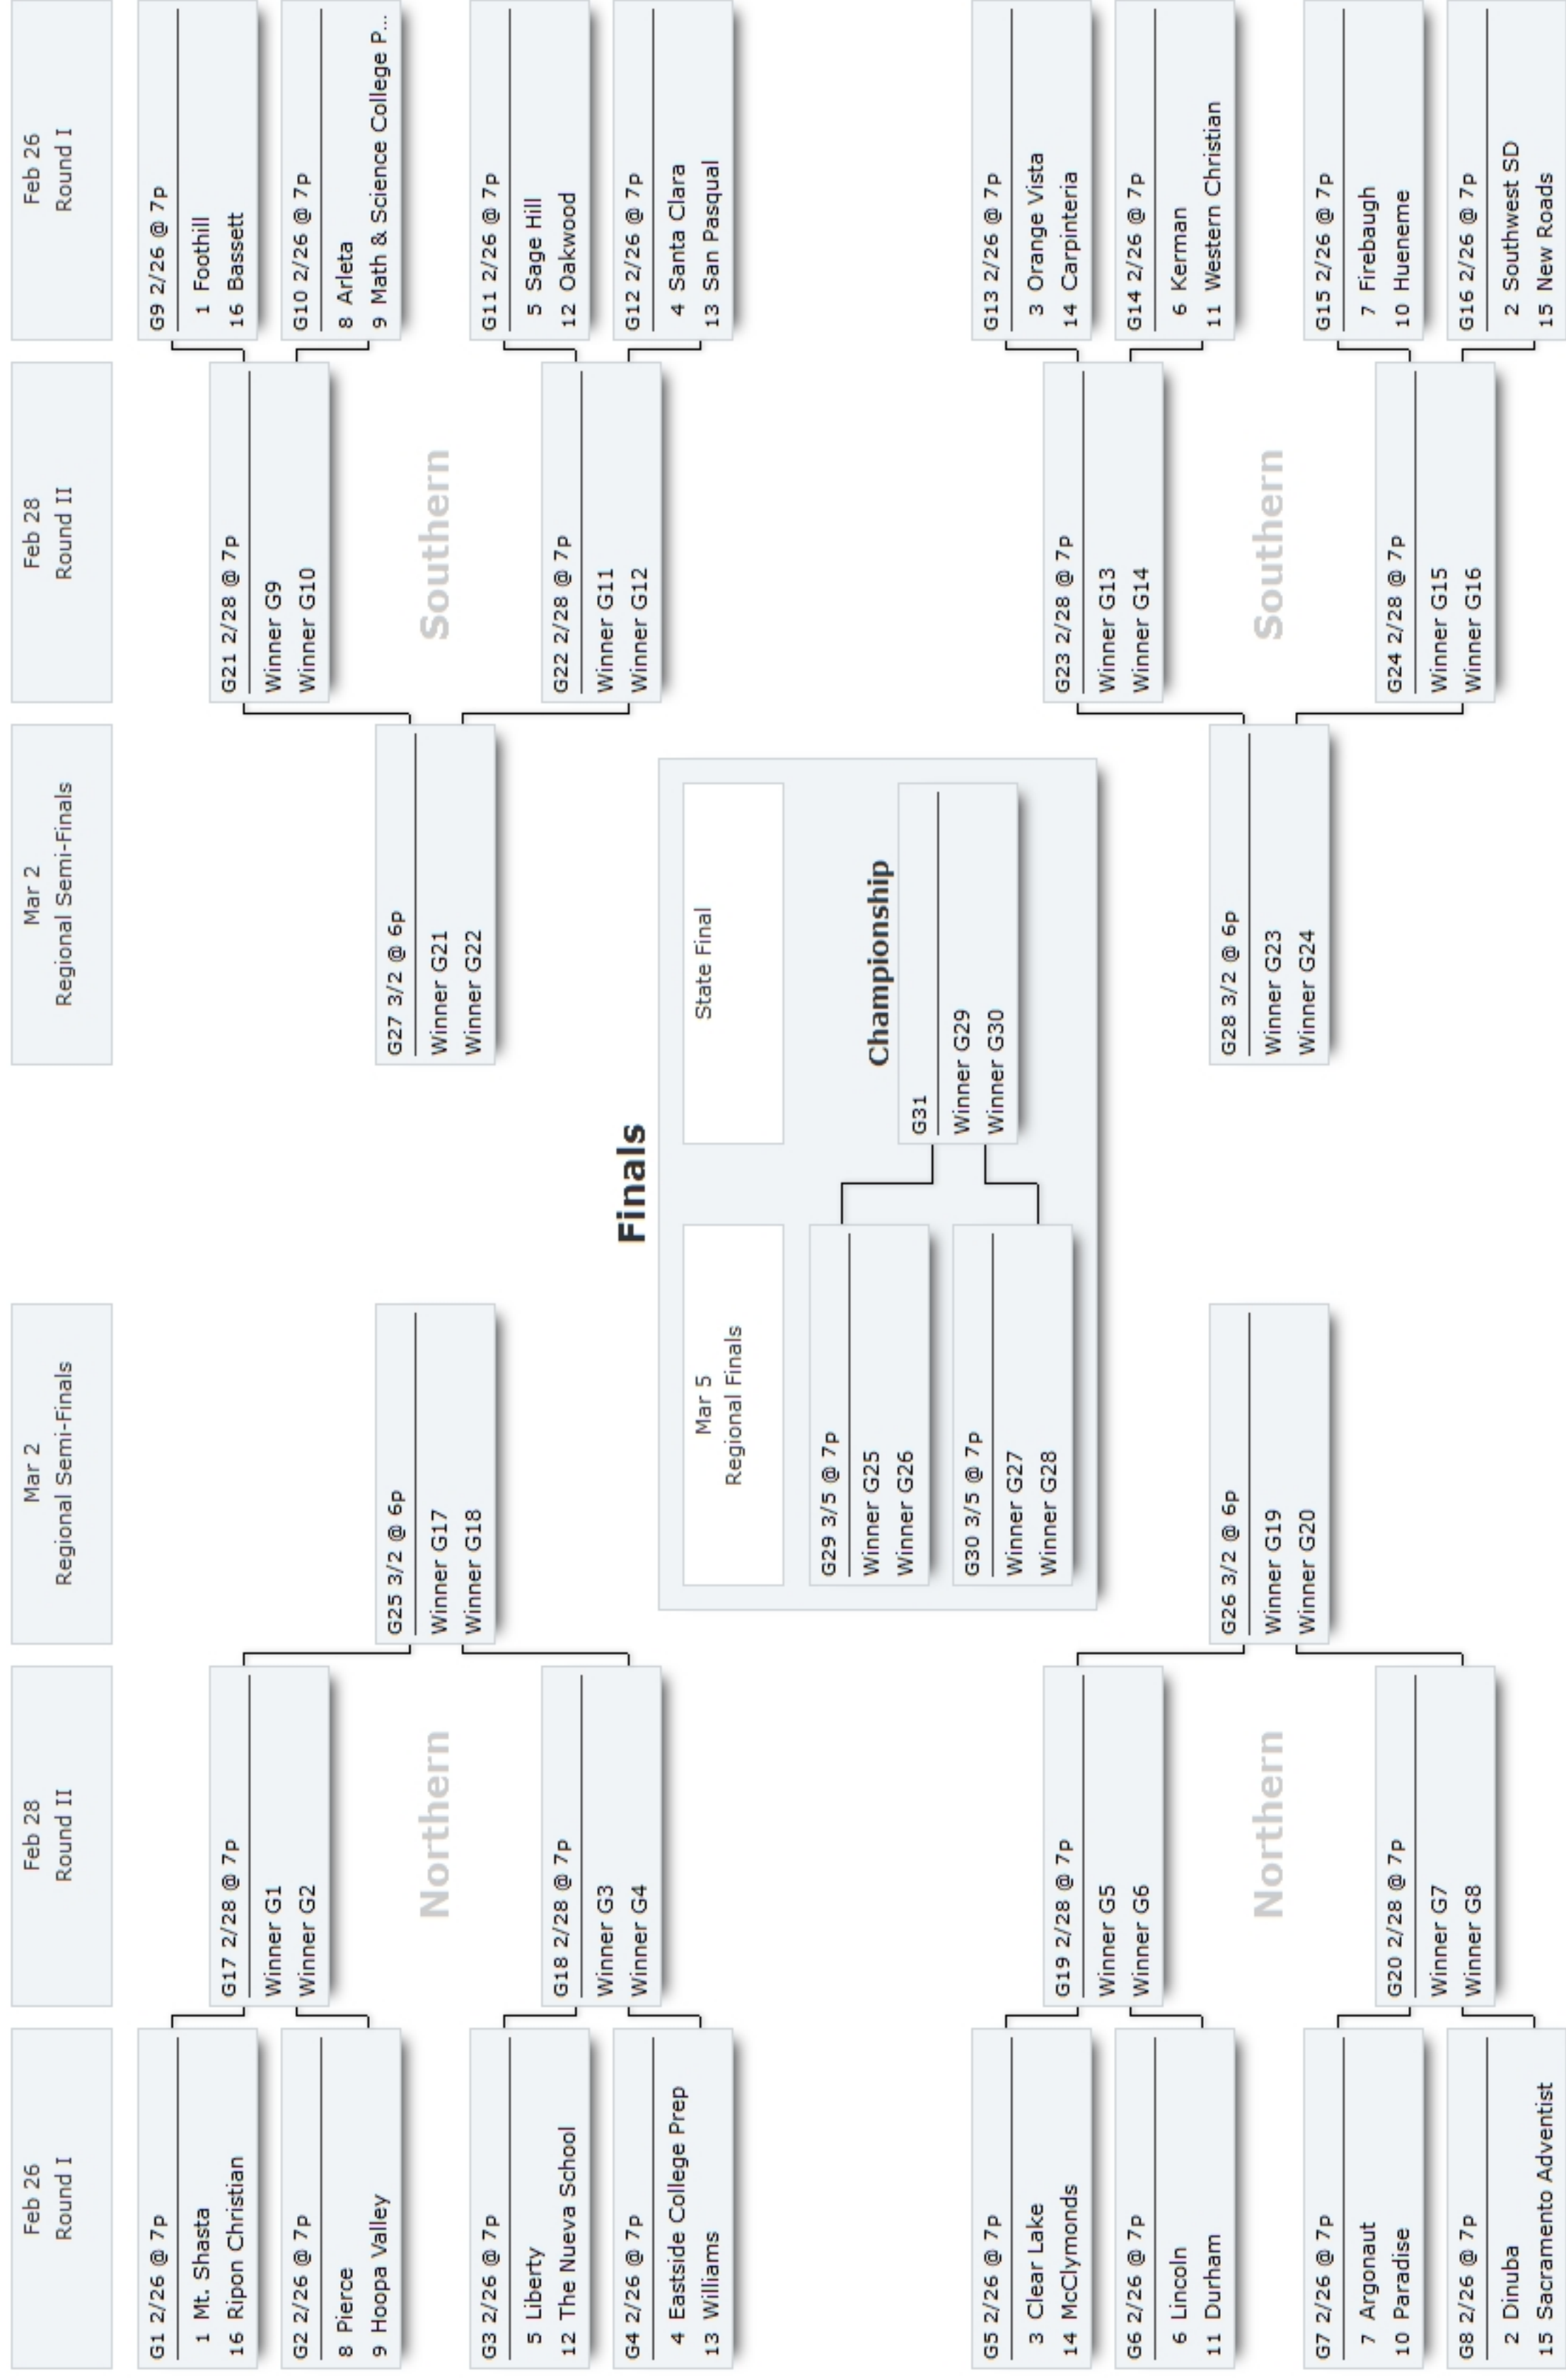 Feb 26
Round I
Feb 28
Round II
Mar 2
Regional Semi-Finals
Mar 2
Regional Semi-Finals
Feb 28
Round II
Feb 26
Round I
G1 2/26 @ 7p
1 Mt. Shasta
16 Ripon Christian
G2 2/26 @ 7p
8 Pierce
9 Hoopa Valley
G3 2/26 @ 7p
5 Liberty
12 The Nueva School
G4 2/26 @ 7p
4 Eastside College Prep
13 Williams
G5 2/26 @ 7p
3 Clear Lake
14 McClymonds
G6 2/26 @ 7p
6 Lincoln
11 Durham
G7 2/26 @ 7p
7 Argonaut
10 Paradise
G8 2/26 @ 7p
2 Dinuba
15 Sacramento Adventist
G17 2/28 @ 7p
Winner G1
Winner G2
Northern
G18 2/28 @ 7p
Winner G3
Winner G4
G19 2/28 @ 7p
Winner G5
Winner G6
Northern
G20 2/28 @ 7p
Winner G7
Winner G8
G25 3/2 @ 6p
Winner G17
Winner G18
G26 3/2 @ 6p
Winner G19
Winner G20
Finals
Mar 5
Regional Finals
State Final
G29 3/5 @ 7p
Winner G25
Winner G26
G30 3/5 @ 7p
Winner G27
Winner G28
Championship
G31
Winner G29
Winner G30
G27 3/2 @ 6p
Winner G21
Winner G22
G28 3/2 @ 6p
Winner G23
Winner G24
G21 2/28 @ 7p
Winner G9
Winner G10
Southern
G22 2/28 @ 7p
Winner G11
Winner G12
G23 2/28 @ 7p
Winner G13
Winner G14
Southern
G24 2/28 @ 7p
Winner G15
Winner G16
G9 2/26 @ 7p
1 Foothill
16 Bassett
G10 2/26 @ 7p
8 Arleta
9 Math & Science College P...
G11 2/26 @ 7p
5 Sage Hill
12 Oakwood
G12 2/26 @ 7p
4 Santa Clara
13 San Pasqual
G13 2/26 @ 7p
3 Orange Vista
14 Carpinteria
G14 2/26 @ 7p
6 Kerman
11 Western Christian
G15 2/26 @ 7p
7 Firebaugh
10 Hueneme
G16 2/26 @ 7p
2 Southwest SD
15 New Roads